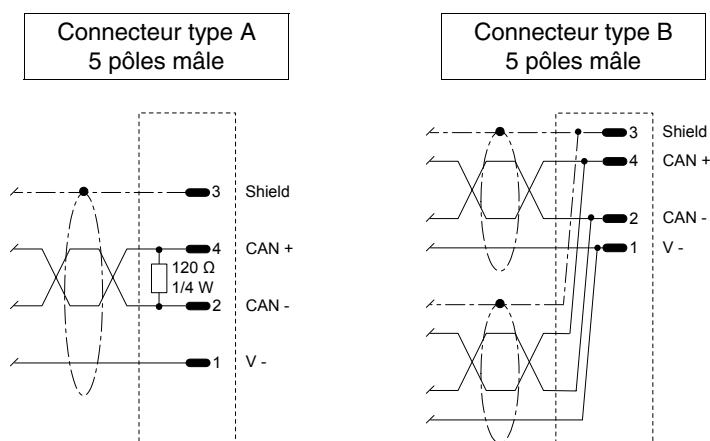 Connecteur type A
5 pôles mâle
3 Shield
4 CAN +
120 Ω
1/4 W
2 CAN -
1 V -
Connecteur type B
5 pôles mâle
3 Shield
4 CAN +
2 CAN -
1 V -